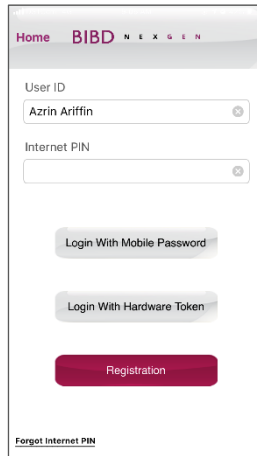 Home BIBD NEXGEN
User ID
Azrin Ariffin
Internet PIN
Login With Mobile Password
Login With Hardware Token
Registration
Forgot Internet PIN